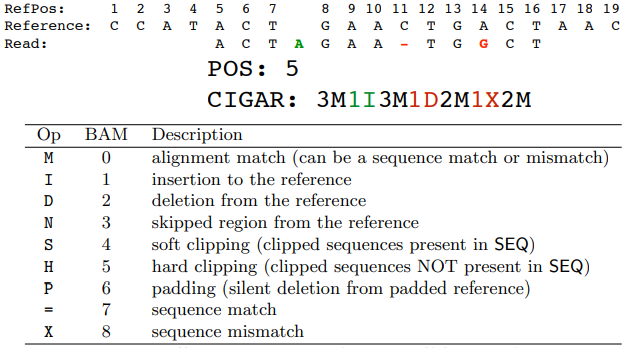 RefPos: 1 2 3 4 5 6 7 8 9 10 11 12 13 14 15 16 17 18 19
Reference: C C A T A C T G A A C T G A C T A A C
Read: A C T A G A A - T G G C T
POS: 5
CIGAR: 3M1I3M1D2M1X2M
Op BAM Description
M 0 alignment match (can be a sequence match or mismatch)
I 1 insertion to the reference
D 2 deletion from the reference
N 3 skipped region from the reference
S 4 soft clipping (clipped sequences present in SEQ)
H 5 hard clipping (clipped sequences NOT present in SEQ)
P 6 padding (silent deletion from padded reference)
= 7 sequence match
X 8 sequence mismatch